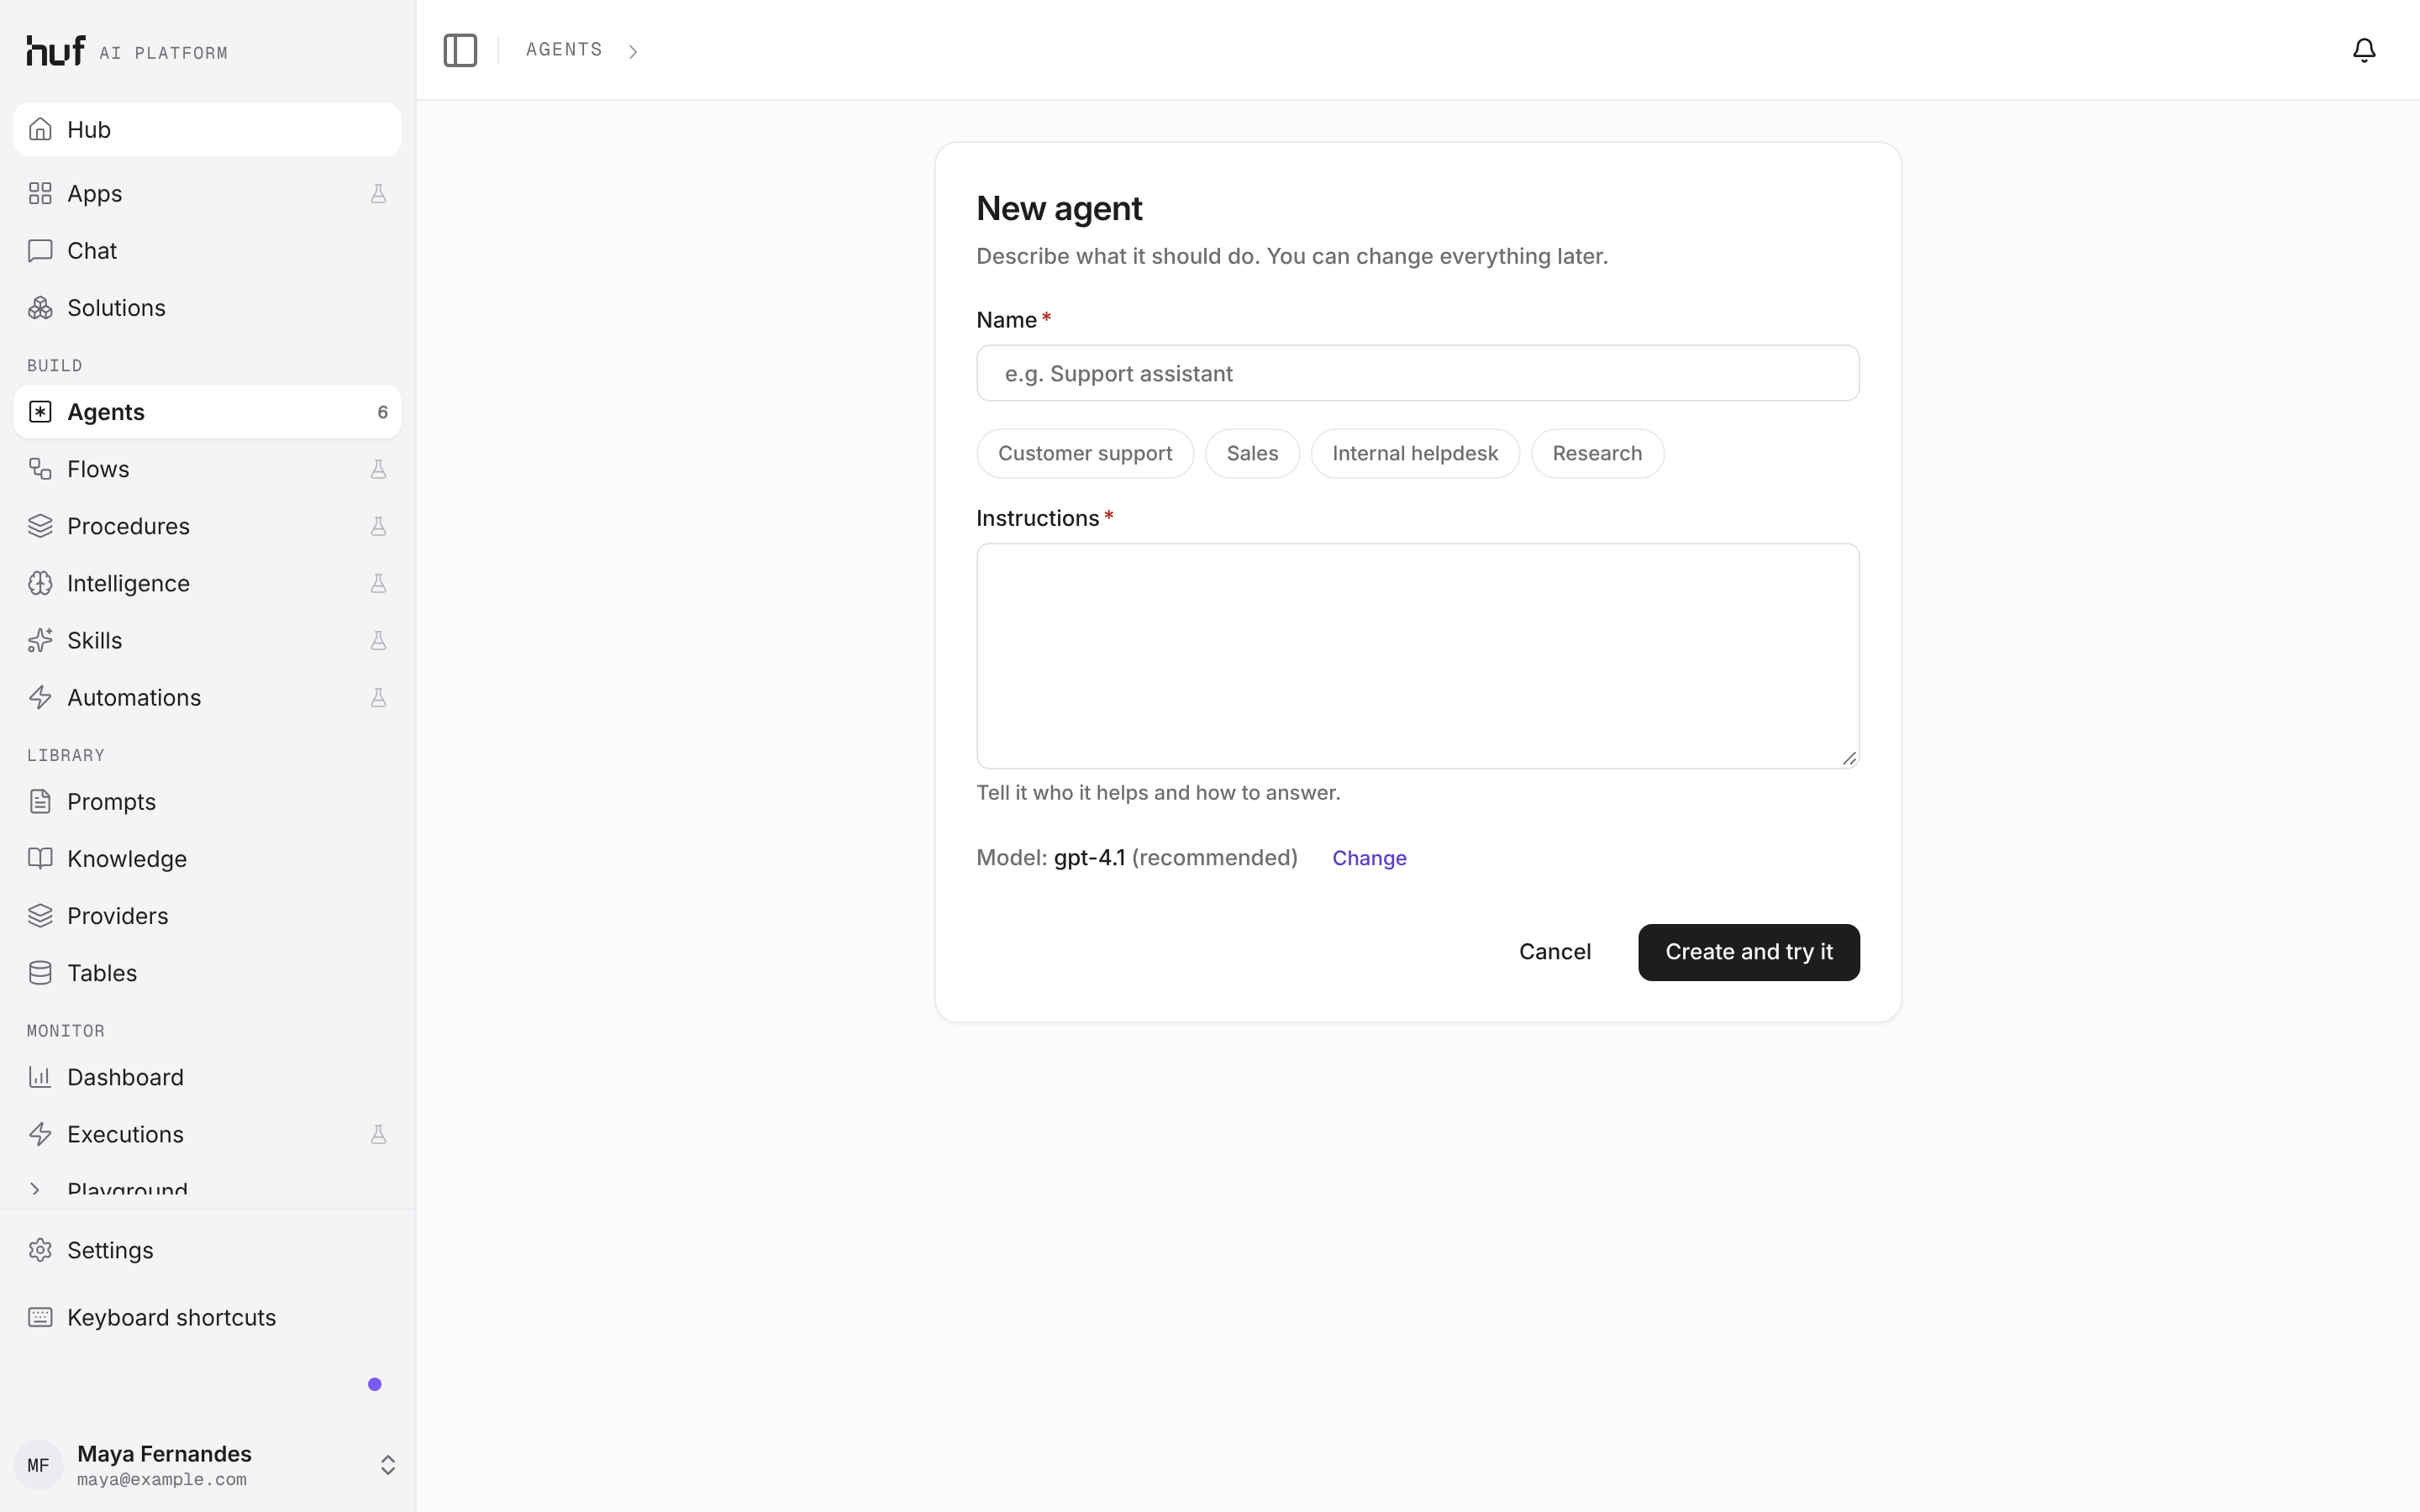 huf AI PLATFORM
Hub
Apps
Chat
Solutions
BUILD
Agents 6
Flows
Procedures
Intelligence
Skills
Automations
LIBRARY
Prompts
Knowledge
Providers
Tables
MONITOR
Dashboard
Executions
Playground
Settings
Keyboard shortcuts
MF
Maya Fernandes
maya@example.com
AGENTS
New agent
Describe what it should do. You can change everything later.
Name *
e.g. Support assistant
Customer support Sales Internal helpdesk Research
Instructions *
Tell it who it helps and how to answer.
Model: gpt-4.1 (recommended) Change
Cancel Create and try it